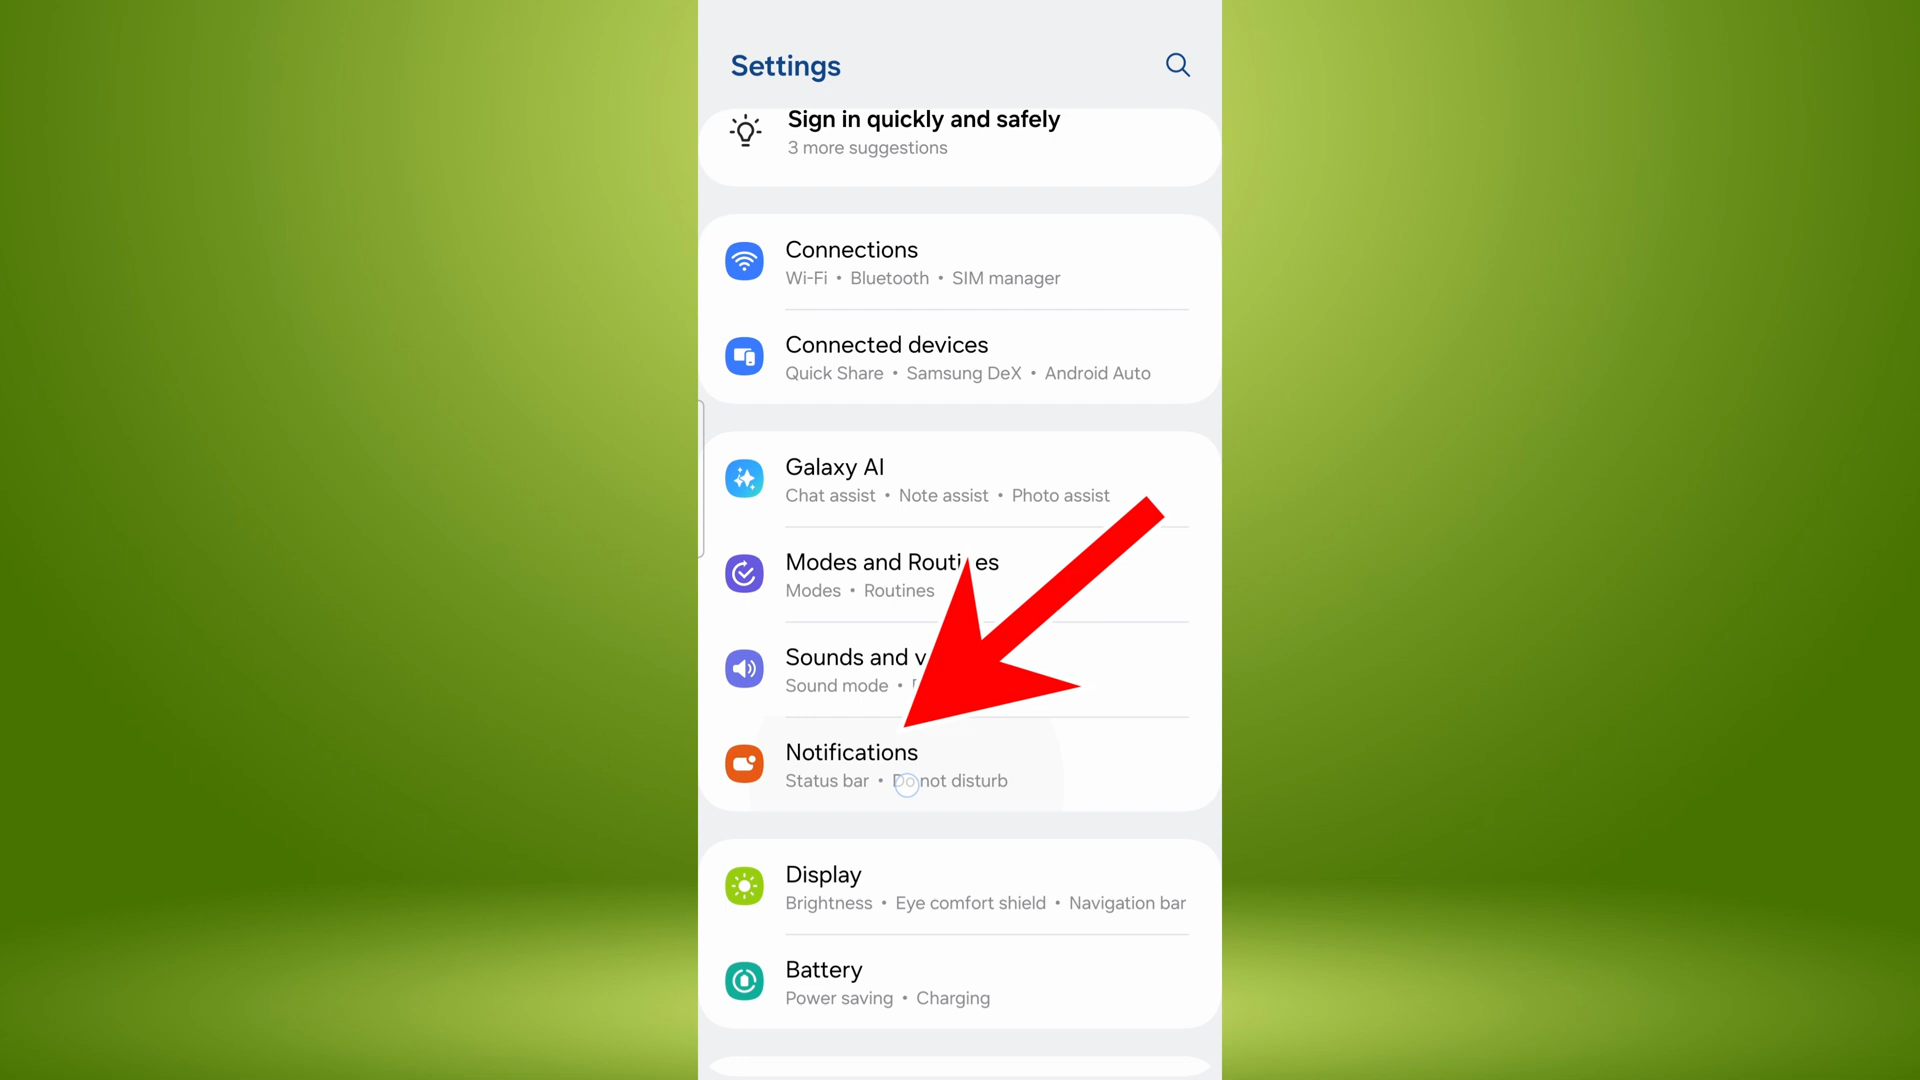 Settings
Sign in quickly and safely
3 more suggestions
Connections
Wi-Fi • Bluetooth • SIM manager
Connected devices
Quick Share • Samsung DeX • Android Auto
Galaxy AI
Chat assist • Note assist • Photo assist
Modes and Routines
Modes • Routines
Sounds and
Sound mode •
Notifications
Status bar • Do not disturb
Display
Brightness • Eye comfort shield • Navigation bar
Battery
Power saving • Charging